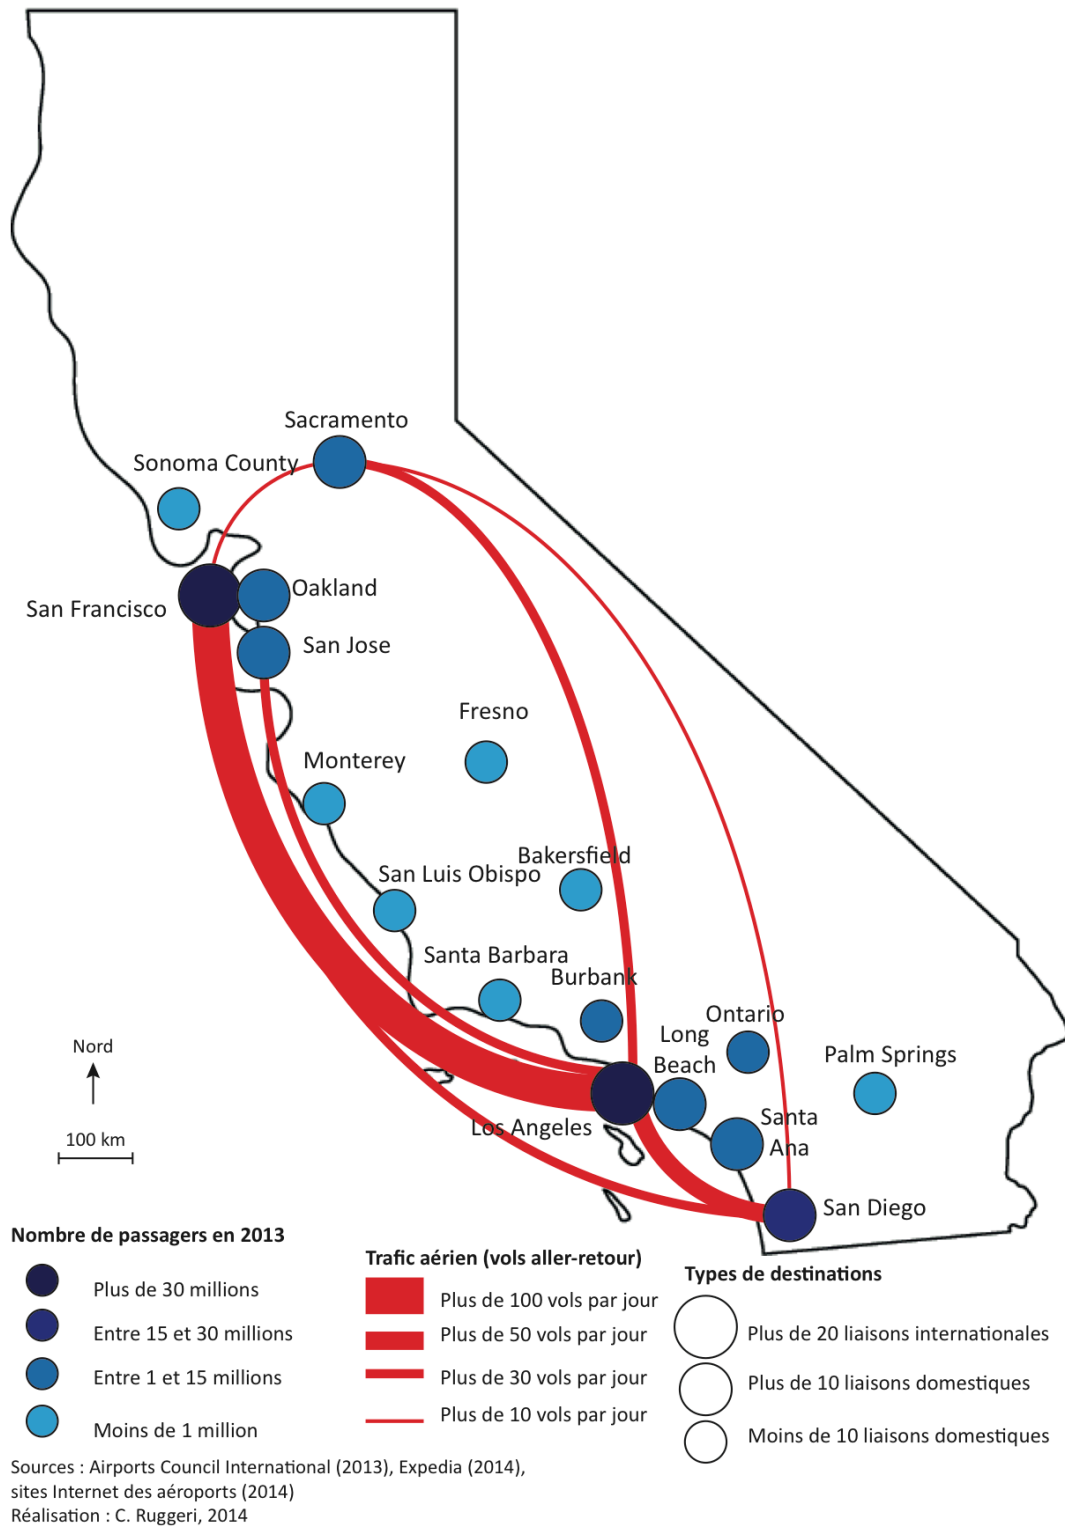 Sacramento
Sonoma County
Oakland
San Francisco
San Jose
Fresno
Monterey
Bakersfield
San Luis Obispo
Santa Barbara
Burbank
Ontario
Long
Beach
Palm Springs
Los Angeles
Santa
Ana
San Diego
Nord
100 km
Nombre de passagers en 2013
Plus de 30 millions
Entre 15 et 30 millions
Entre 1 et 15 millions
Moins de 1 million
Trafic aérien (vols aller-retour)
Plus de 100 vols par jour
Plus de 50 vols par jour
Plus de 30 vols par jour
Plus de 10 vols par jour
Types de destinations
Plus de 20 liaisons internationales
Plus de 10 liaisons domestiques
Moins de 10 liaisons domestiques
Sources : Airports Council International (2013), Expedia (2014),
sites Internet des aéroports (2014)
Réalisation : C. Ruggeri, 2014